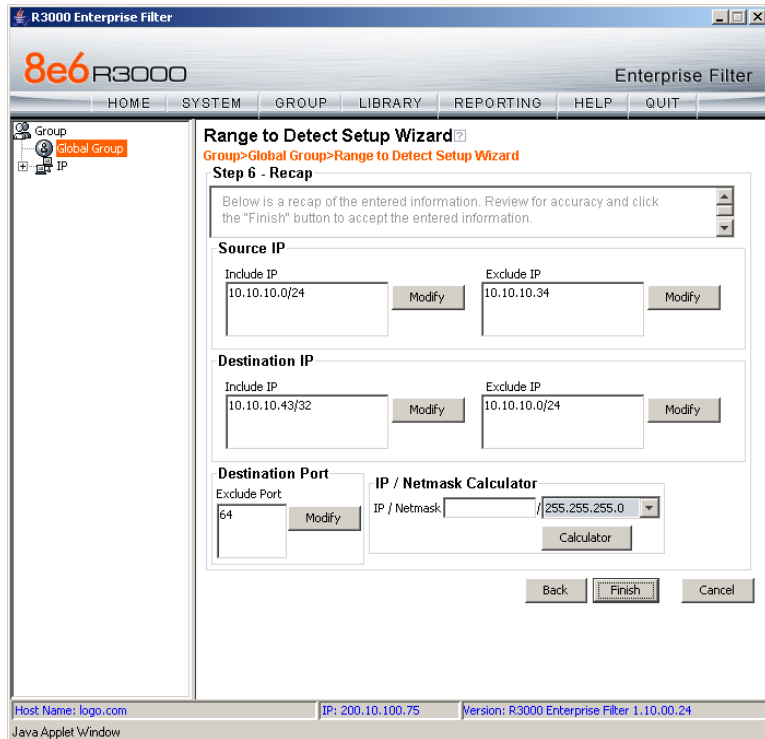 R3000 Enterprise Filter
8e6 R3000
Enterprise Filter
HOME SYSTEM GROUP LIBRARY REPORTING HELP QUIT
Group
Global Group
IP
Range to Detect Setup Wizard
Group>Global Group>Range to Detect Setup Wizard
Step 6 - Recap
Below is a recap of the entered information. Review for accuracy and click
the "Finish" button to accept the entered information.
Source IP
Include IP
10.10.10.0/24
Modify
Exclude IP
10.10.10.34
Modify
Destination IP
Include IP
10.10.10.43/32
Modify
Exclude IP
10.10.10.0/24
Modify
Destination Port
Exclude Port
64
Modify
IP / Netmask Calculator
IP / Netmask / 255.255.255.0
Calculator
Back Finish Cancel
Host Name: logo.com IP: 200.10.100.75 Version: R3000 Enterprise Filter 1.10.00.24
Java Applet Window